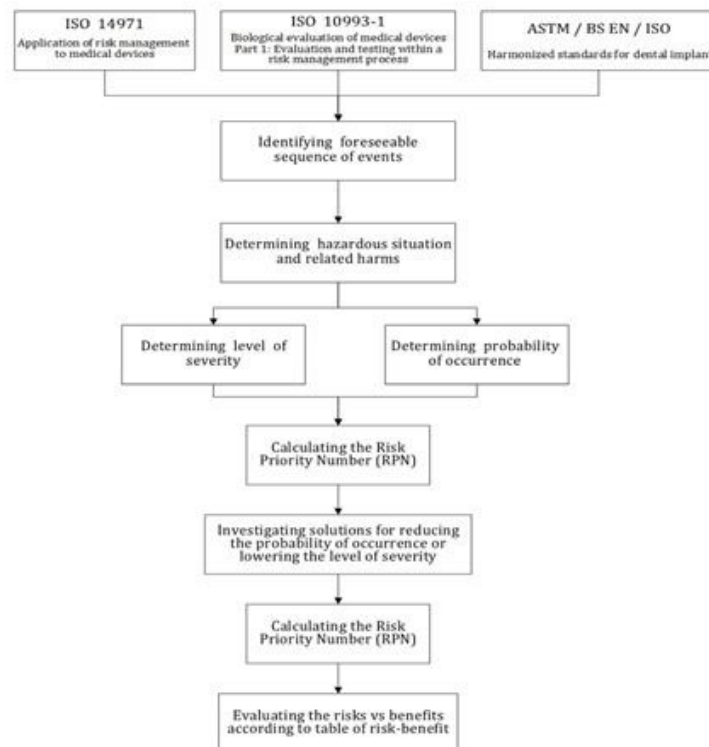 ISO 14971
Application of risk management
to medical devices
ISO 10993-1
Biological evaluation of medical devices
Part 1: Evaluation and testing within a
risk management process
ASTM / BS EN / ISO
Harmonized standards for dental implant
Identifying foreseeable
sequence of events
Determining hazardous situation
and related harms
Determining level of
severity
Determining probability
of occurrence
Calculating the Risk
Priority Number (RPN)
Investigating solutions for reducing
the probability of occurrence or
lowering the level of severity
Calculating the Risk
Priority Number (RPN)
Evaluating the risks vs benefits
according to table of risk-benefit